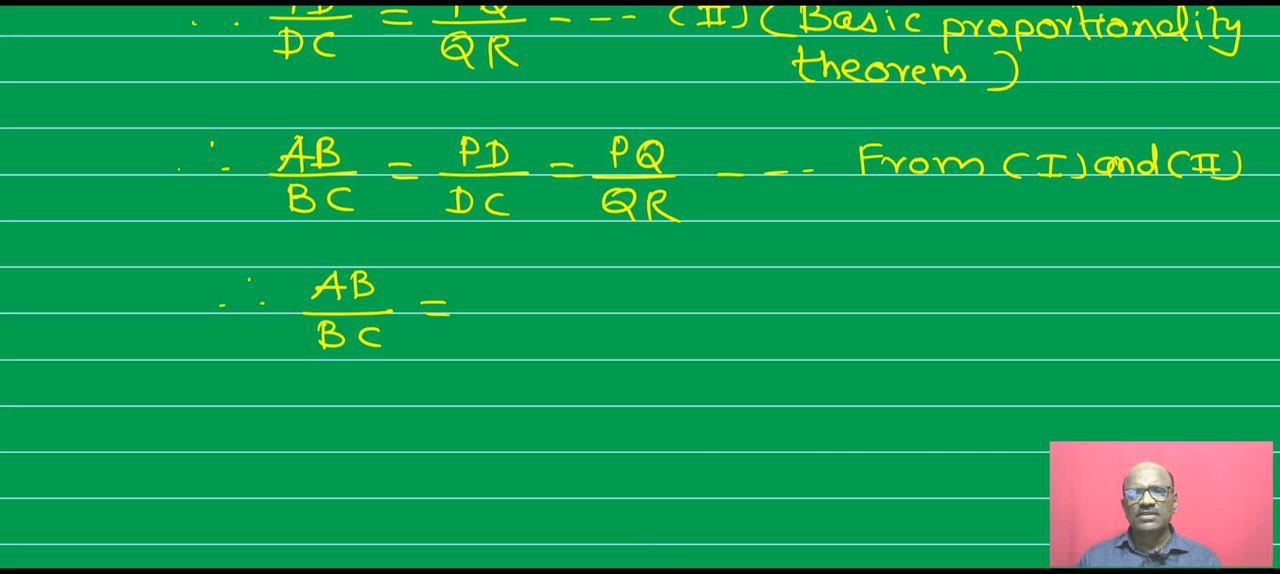 ∴ PD/DC = PQ/QR ---- (II) (Basic proportionality
theorem)
∴ AB/BC = PD/DC = PQ/QR ---- From (I) and (II)
∴ AB/BC =